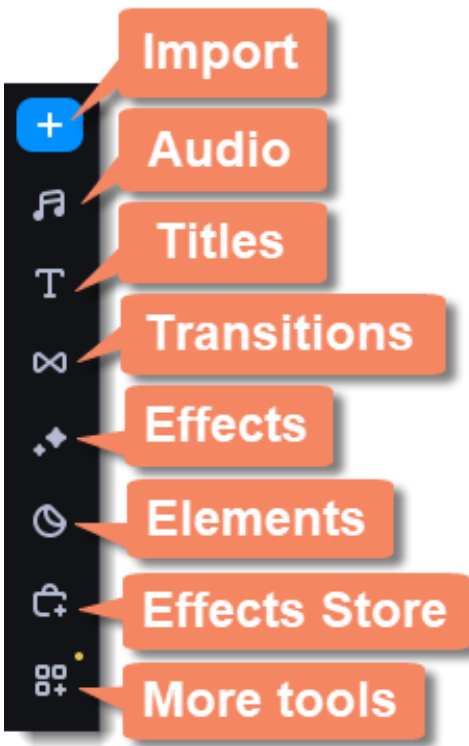 Import
Audio
Titles
Transitions
Effects
Elements
Effects Store
More tools